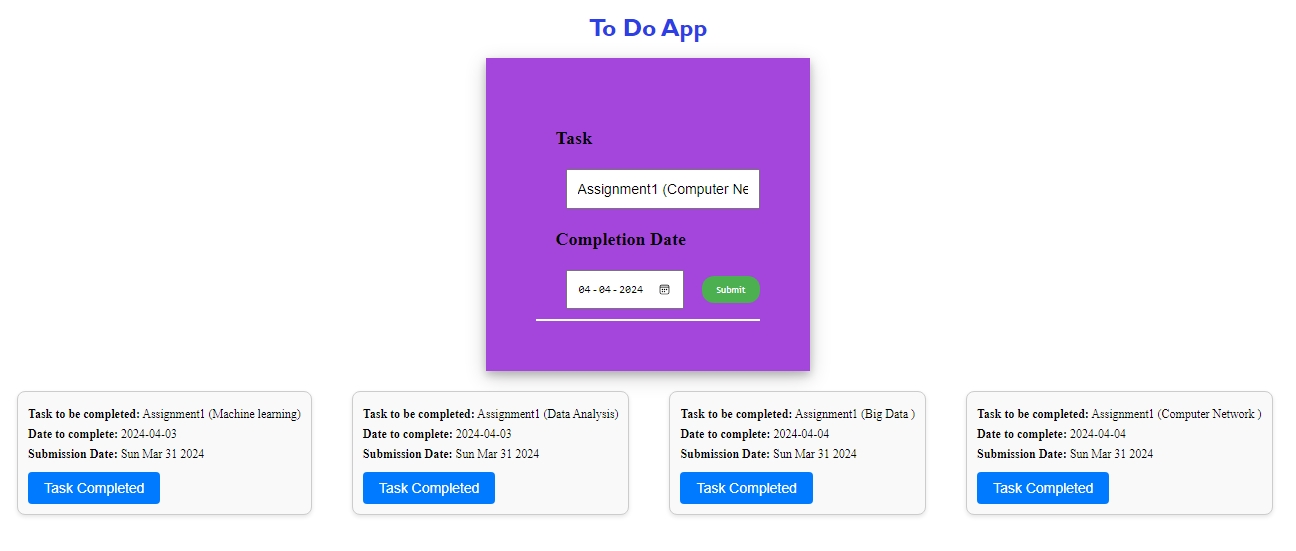 To Do App
Task
Assignment1 (Computer Ne
Completion Date
04-04-2024
Submit
Task to be completed: Assignment1 (Machine learning)
Date to complete: 2024-04-03
Submission Date: Sun Mar 31 2024
Task Completed
Task to be completed: Assignment1 (Data Analysis)
Date to complete: 2024-04-03
Submission Date: Sun Mar 31 2024
Task Completed
Task to be completed: Assignment1 (Big Data )
Date to complete: 2024-04-04
Submission Date: Sun Mar 31 2024
Task Completed
Task to be completed: Assignment1 (Computer Network )
Date to complete: 2024-04-04
Submission Date: Sun Mar 31 2024
Task Completed